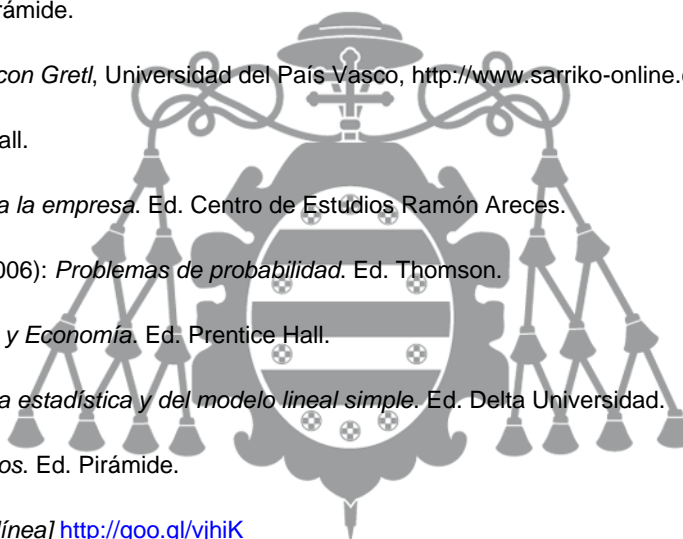 rámide.
con Gretl, Universidad del País Vasco, http://www.sarriko-online.
all.
a la empresa. Ed. Centro de Estudios Ramón Areces.
006): Problemas de probabilidad. Ed. Thomson.
y Economía. Ed. Prentice Hall.
a estadística y del modelo lineal simple. Ed. Delta Universidad.
os. Ed. Pirámide.
línea] http://goo.gl/vjhiK